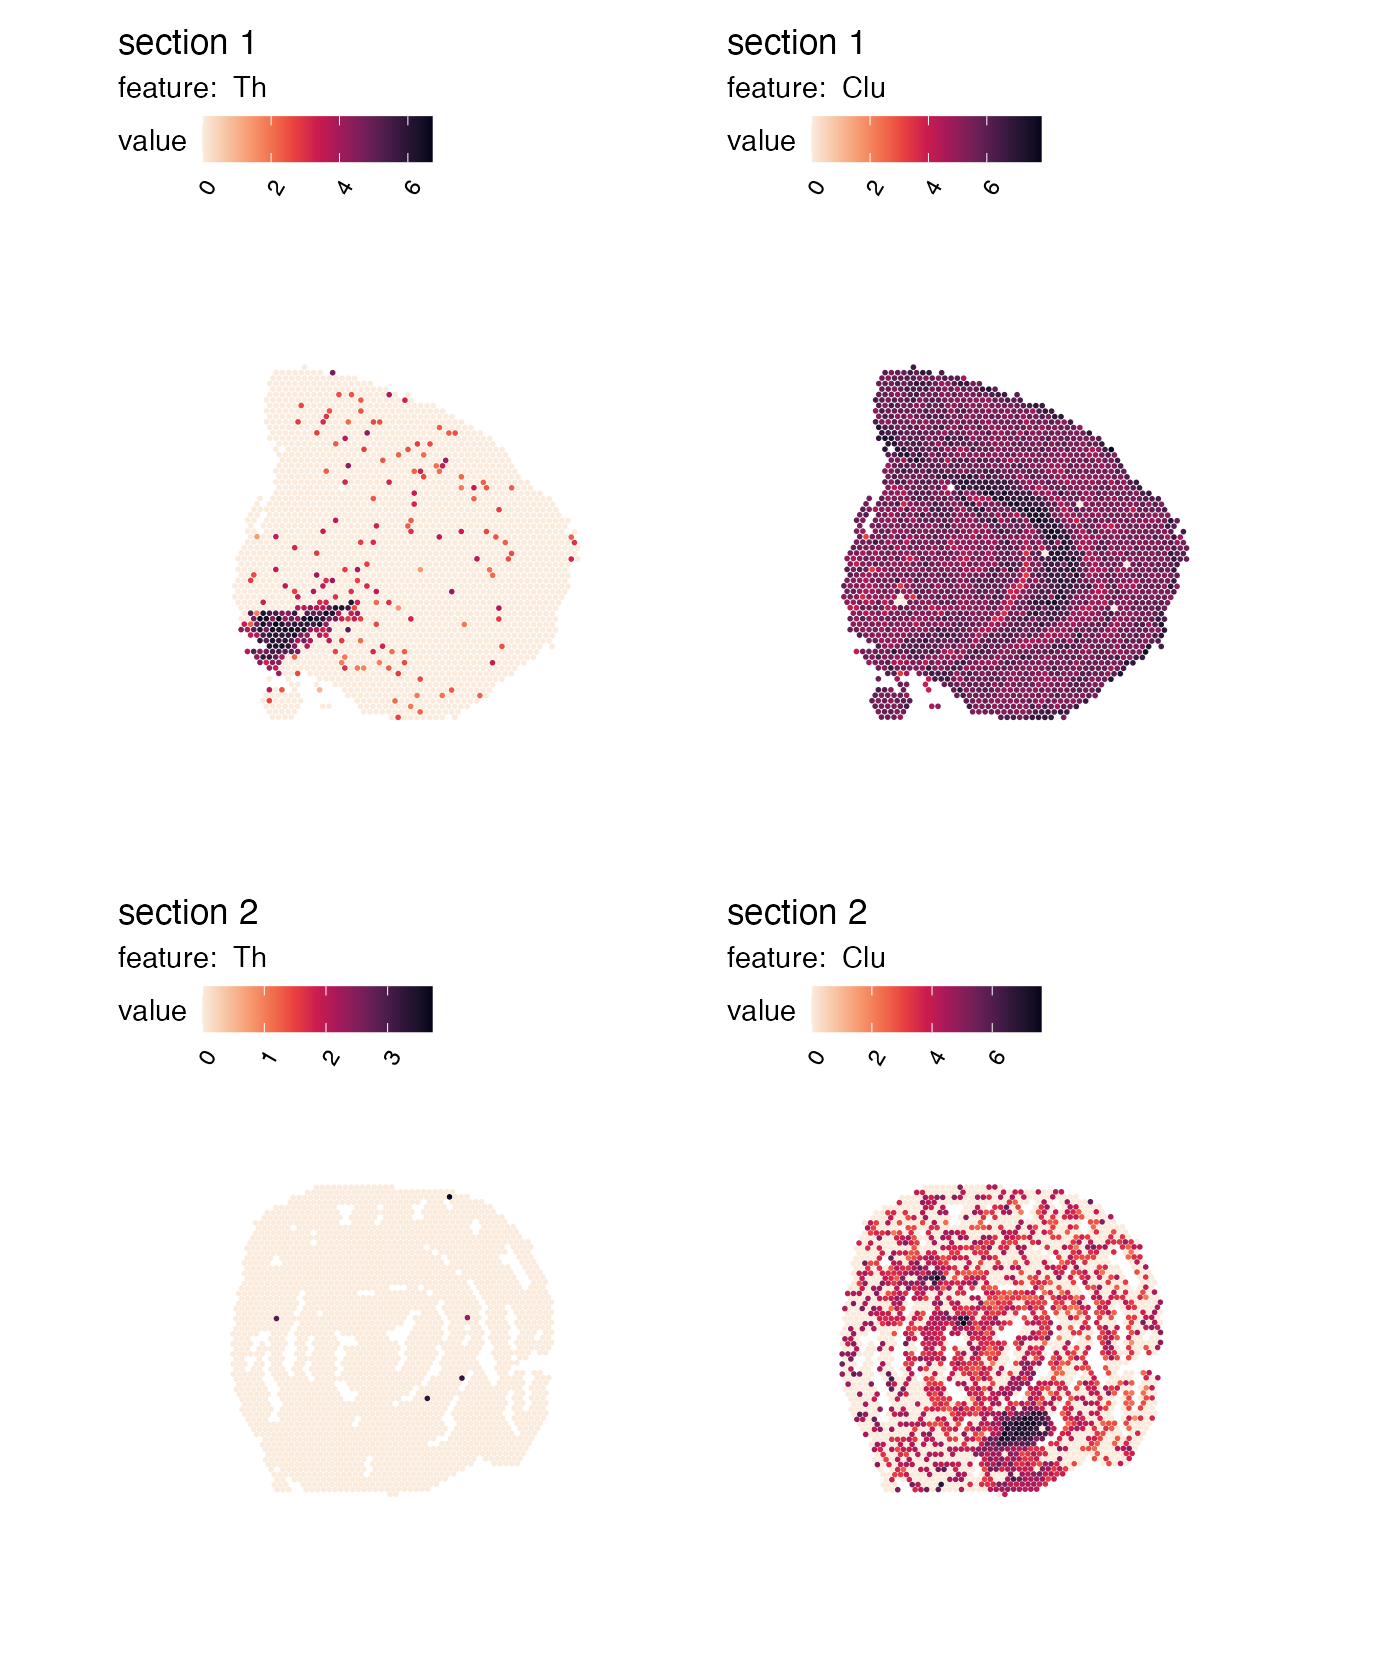 section 1
feature: Th
value
0 2 4 6
section 1
feature: Clu
value
0 2 4 6
section 2
feature: Th
value
0 1 2 3
section 2
feature: Clu
value
0 2 4 6